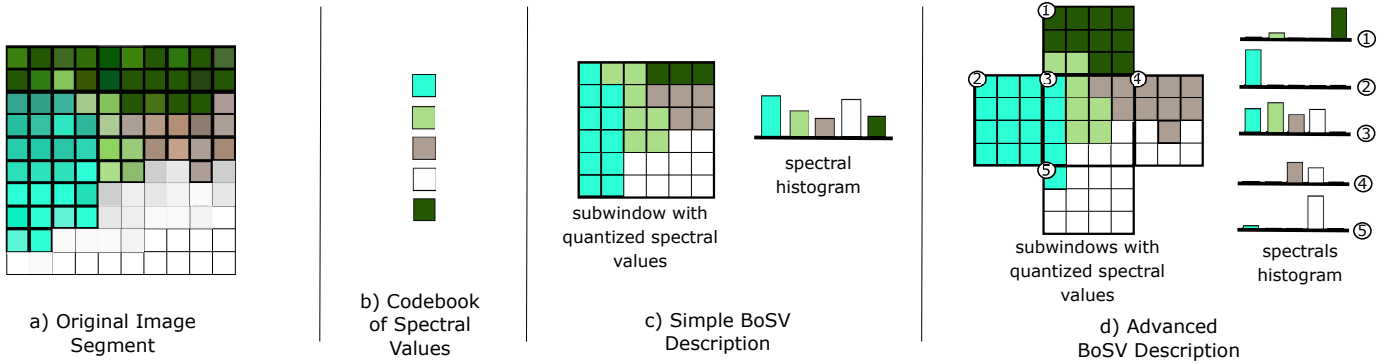 a) Original Image
Segment
b) Codebook
of Spectral
Values
subwindow with
quantized spectral
values
spectral
histogram
c) Simple BoSV
Description
1
2
3
4
5
subwindows with
quantized spectral
values
1
2
3
4
5
spectrals
histogram
d) Advanced
BoSV Description